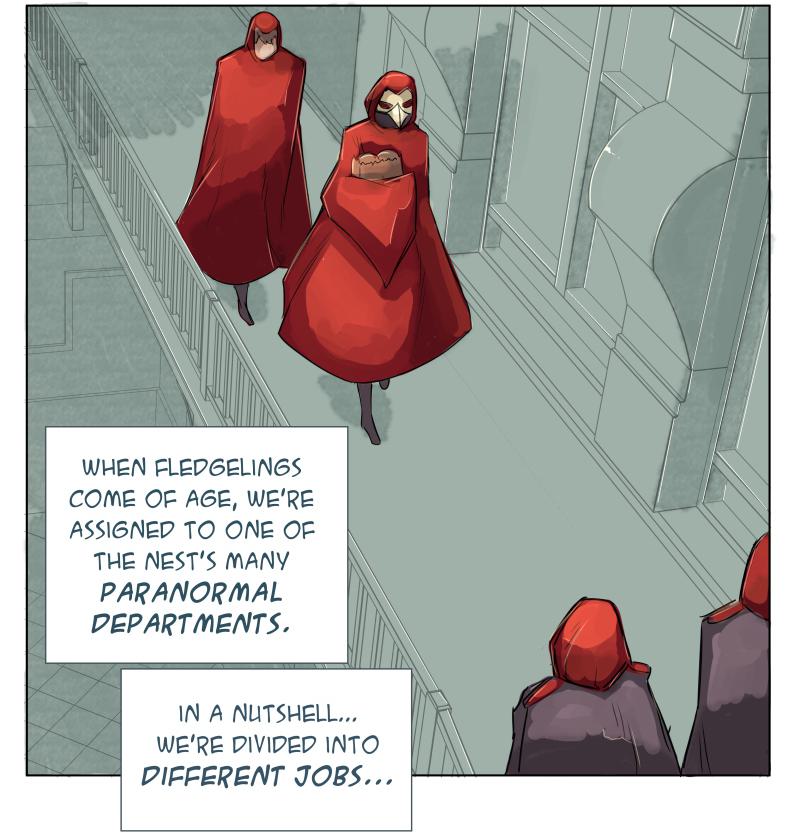 WHEN FLEDGELINGS
COME OF AGE, WE'RE
ASSIGNED TO ONE OF
THE NEST'S MANY
PARANORMAL
DEPARTMENTS.
IN A NUTSHELL...
WE'RE DIVIDED INTO
DIFFERENT JOBS...